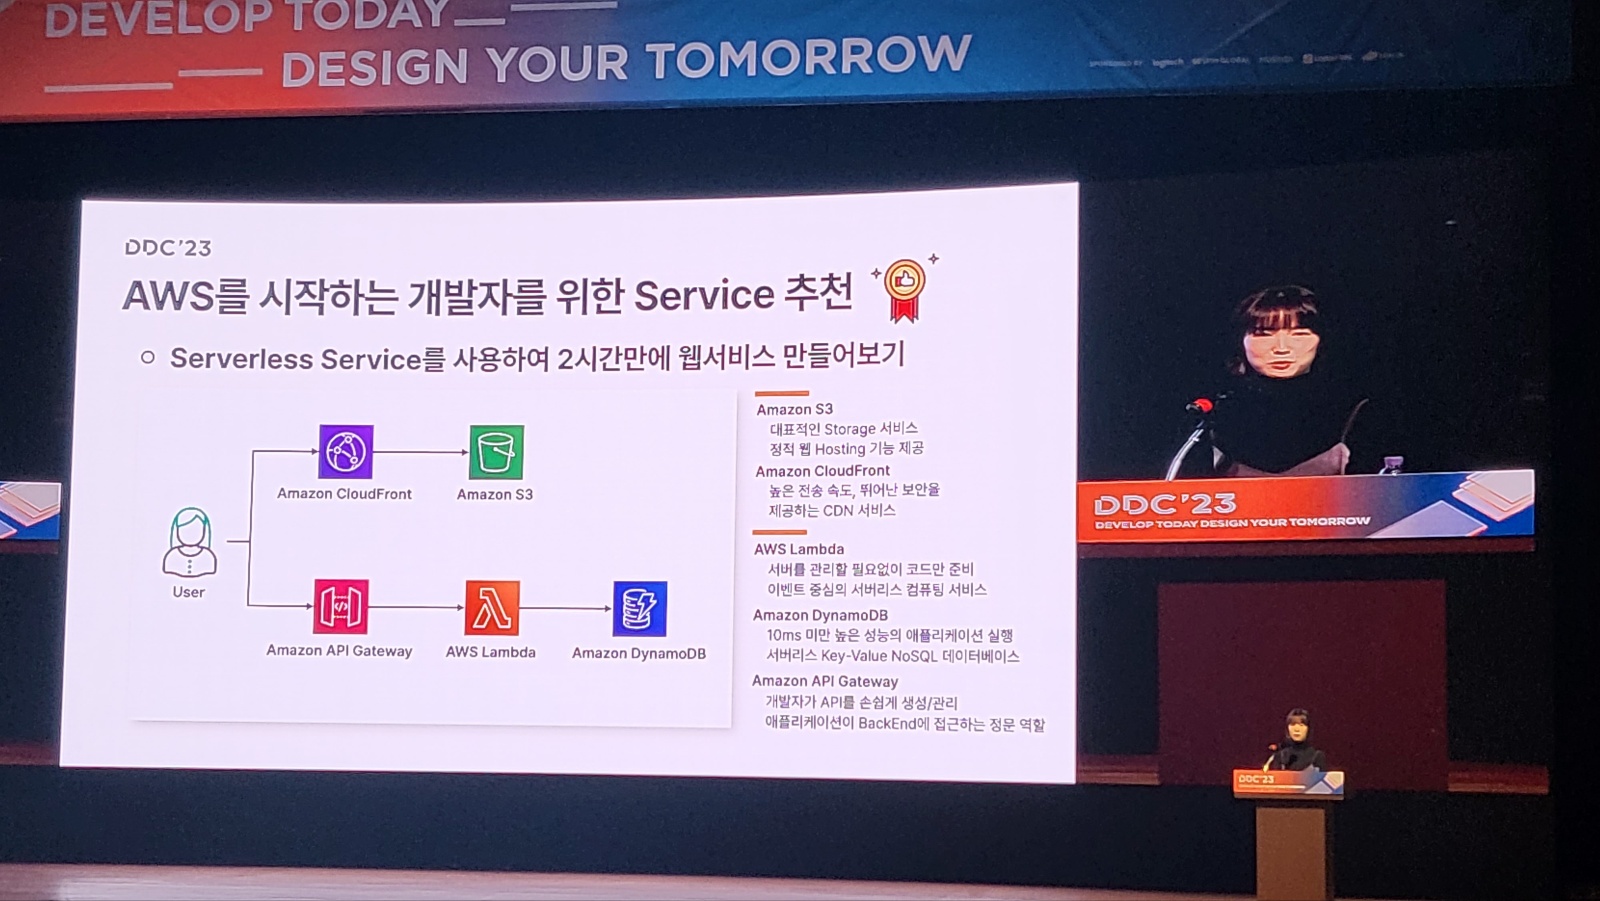 DEVELOP TODAY
DESIGN YOUR TOMORROW
SPONSORED BY logitech
DDC'23
AWS를 시작하는 개발자를 위한 Service 추천
Serverless Service를 사용하여 2시간만에 웹서비스 만들어보기
Amazon CloudFront
Amazon S3
User
Amazon API Gateway
AWS Lambda
Amazon DynamoDB
Amazon S3
대표적인 Storage 서비스
정적 웹 Hosting 기능 제공
Amazon CloudFront
높은 전송 속도, 뛰어난 보안을
제공하는 CDN 서비스
AWS Lambda
서버를 관리할 필요없이 코드만 준비
이벤트 중심의 서버리스 컴퓨팅 서비스
Amazon DynamoDB
10ms 미만 높은 성능의 애플리케이션 실행
서버리스 Key-Value NoSQL 데이터베이스
Amazon API Gateway
개발자가 API를 손쉽게 생성/관리
애플리케이션이 BackEnd에 접근하는 정문 역할
DDC'23
DEVELOP TODAY DESIGN YOUR TOMORROW
DDC'23